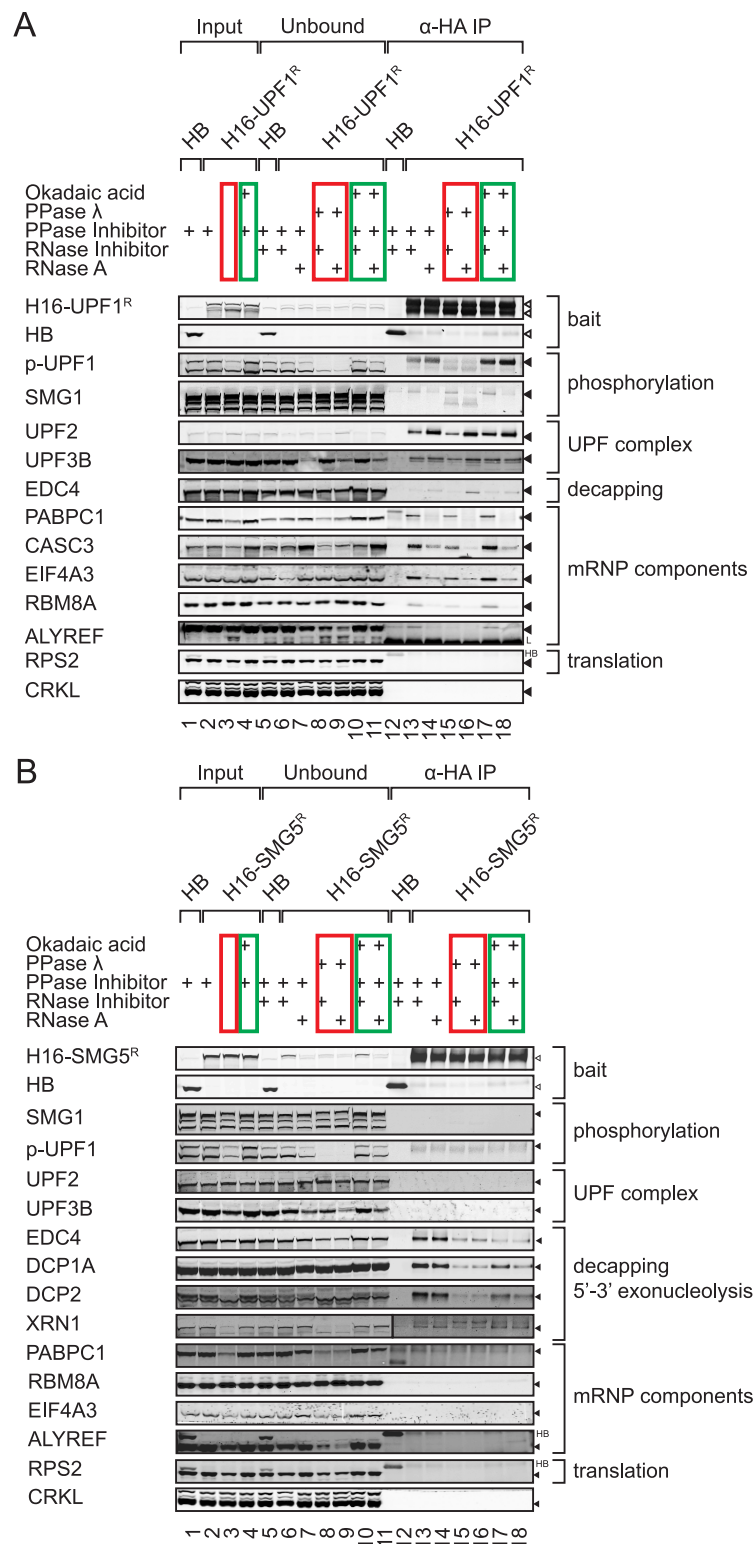 A
Input Unbound α-HA IP
HB H16-UPF1R HB H16-UPF1R HB H16-UPF1R
Okadaic acid + + + + +
PPase λ + + + +
PPase Inhibitor + + + + + + + + + + + +
RNase Inhibitor + + + + + + + +
RNase A + + + + + +
H16-UPF1R
HB
bait
p-UPF1
SMG1
phosphorylation
UPF2
UPF3B
UPF complex
EDC4
decapping
PABPC1
CASC3
EIF4A3
RBM8A
ALYREF L
mRNP components
RPS2 HB
translation
CRKL
1 2 3 4 5 6 7 8 9 10 11 12 13 14 15 16 17 18
B
Input Unbound α-HA IP
HB H16-SMG5R HB H16-SMG5R HB H16-SMG5R
Okadaic acid + + + + +
PPase λ + + + +
PPase Inhibitor + + + + + + + + + + + + +
RNase Inhibitor + + + + + + + +
RNase A + + + + + +
H16-SMG5R
HB
bait
SMG1
p-UPF1
phosphorylation
UPF2
UPF3B
UPF complex
EDC4
DCP1A
DCP2
XRN1
decapping
5'-3' exonucleolysis
PABPC1
RBM8A
EIF4A3
ALYREF HB
mRNP components
RPS2 HB
translation
CRKL
1 2 3 4 5 6 7 8 9 10 11 12 13 14 15 16 17 18